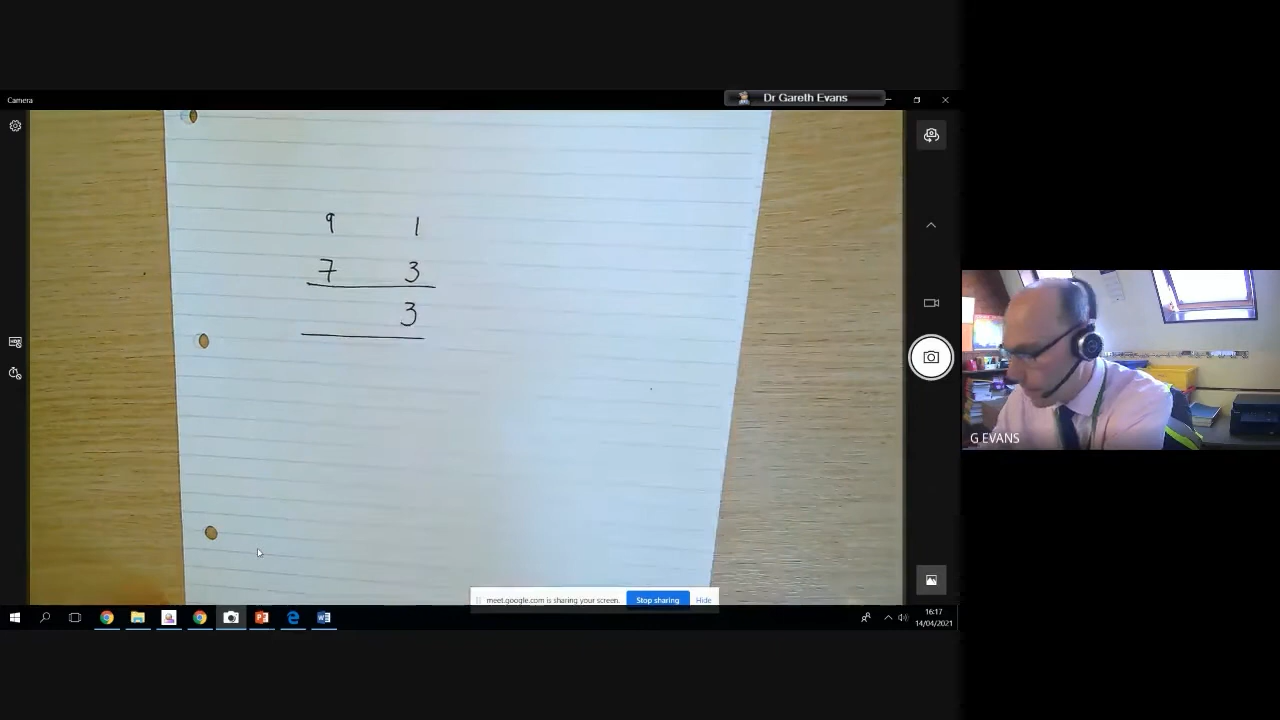 Camera
Dr Gareth Evans
9 1
7 3
3
G EVANS
meet.google.com is sharing your screen.
Stop sharing
Hide
16:17
14/04/2021